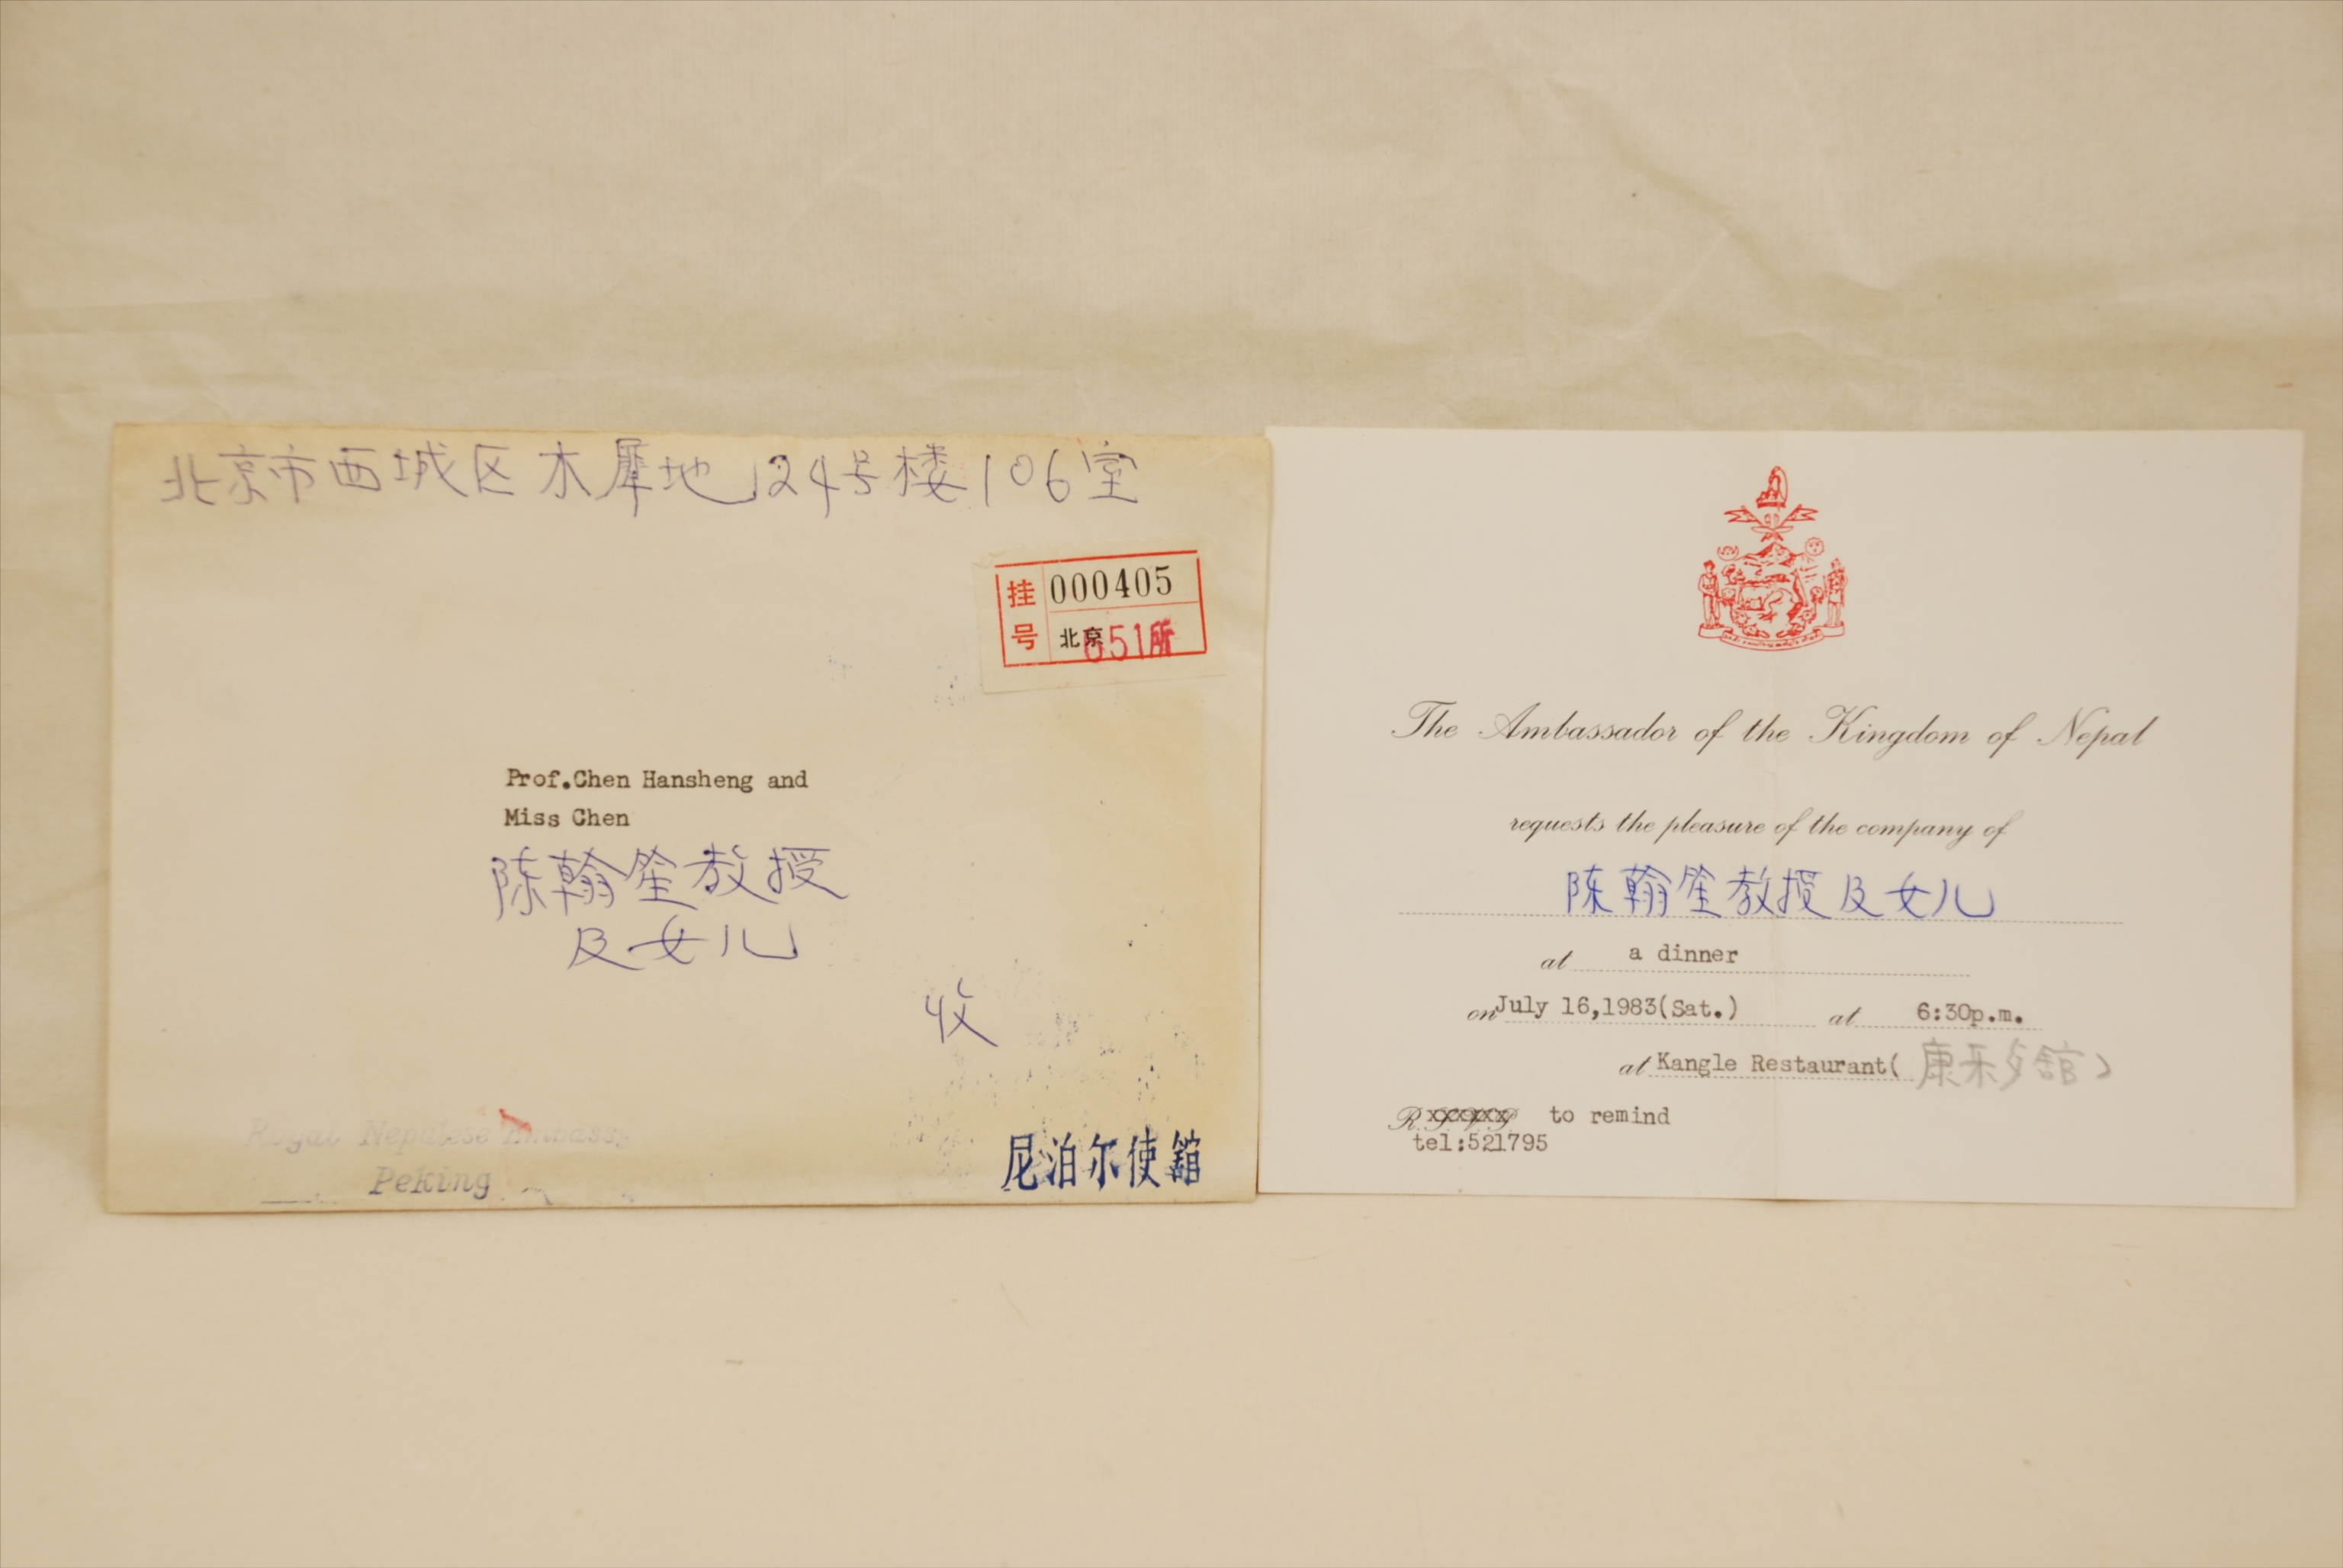 北京市西城区木犀地124号楼106室
挂号 000405
北京 651所
Prof.Chen Hansheng and
Miss Chen
陈翰笙教授
及女儿
收
Royal Nepalese Embassy
Peking
尼泊尔使館
The Ambassador of the Kingdom of Nepal
requests the pleasure of the company of
陈翰笙教授及女儿
at a dinner
on July 16,1983(Sat.) at 6:30p.m.
at Kangle Restaurant(康乐歺舘)
R.S.V.P. to remind
tel:521795